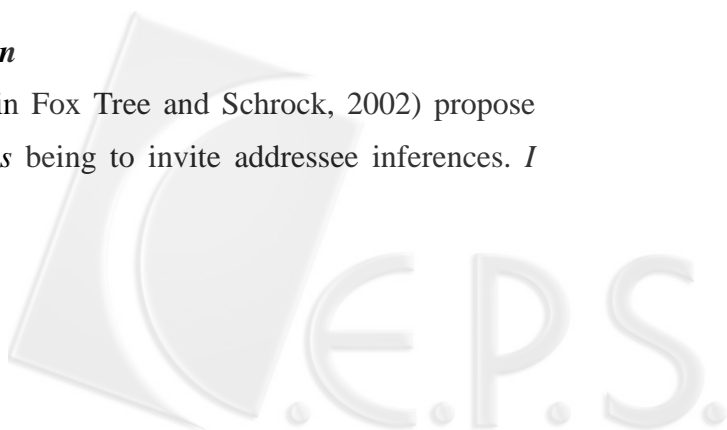 n
in Fox Tree and Schrock, 2002) propose
s being to invite addressee inferences. I
C.E.P.S.